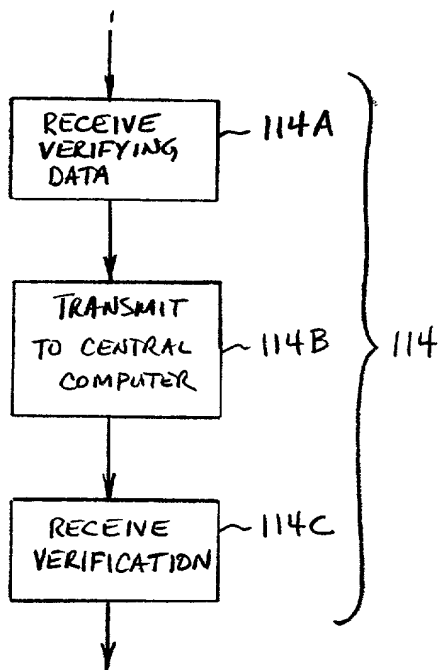 RECEIVE
VERIFYING
DATA
114A
TRANSMIT
TO CENTRAL
COMPUTER
114B
114
RECEIVE
VERIFICATION
114C